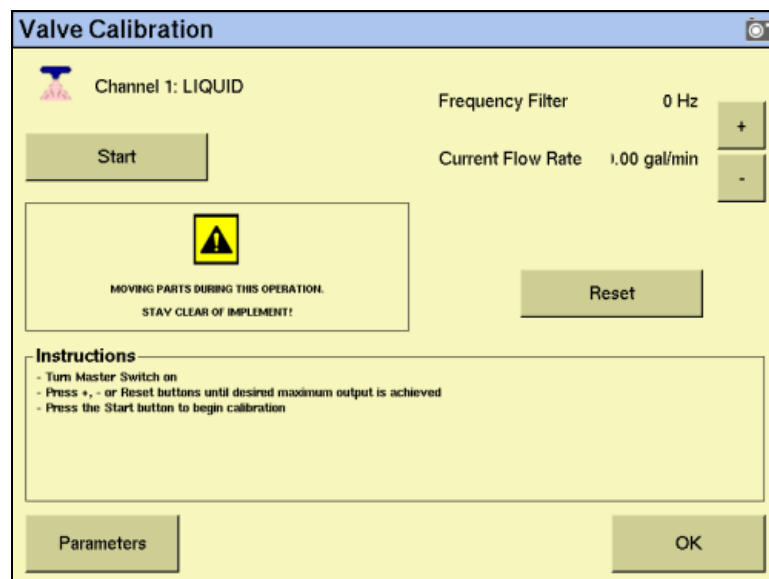 Valve Calibration
Channel 1: LIQUID
Frequency Filter 0 Hz
+
Start
Current Flow Rate .00 gal/min
-
MOVING PARTS DURING THIS OPERATION.
STAY CLEAR OF IMPLEMENT!
Reset
Instructions
- Turn Master Switch on
- Press +, - or Reset buttons until desired maximum output is achieved
- Press the Start button to begin calibration
Parameters
OK